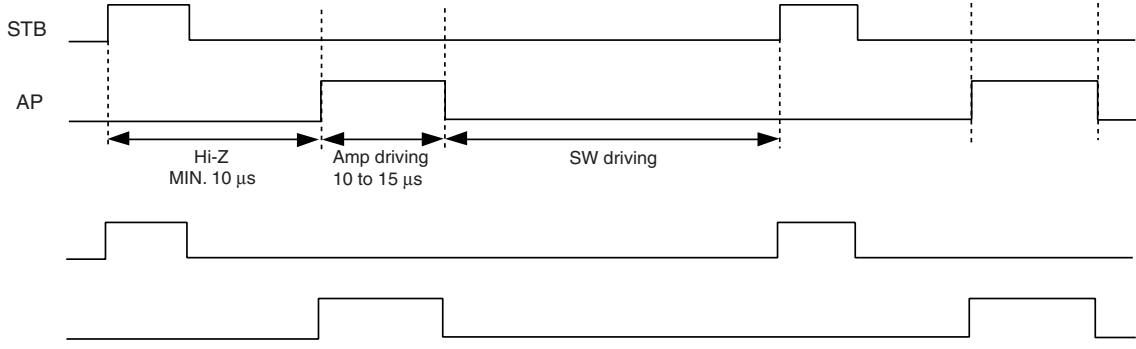 STB
AP
Hi-Z
MIN. 10 μs
Amp driving
10 to 15 μs
SW driving